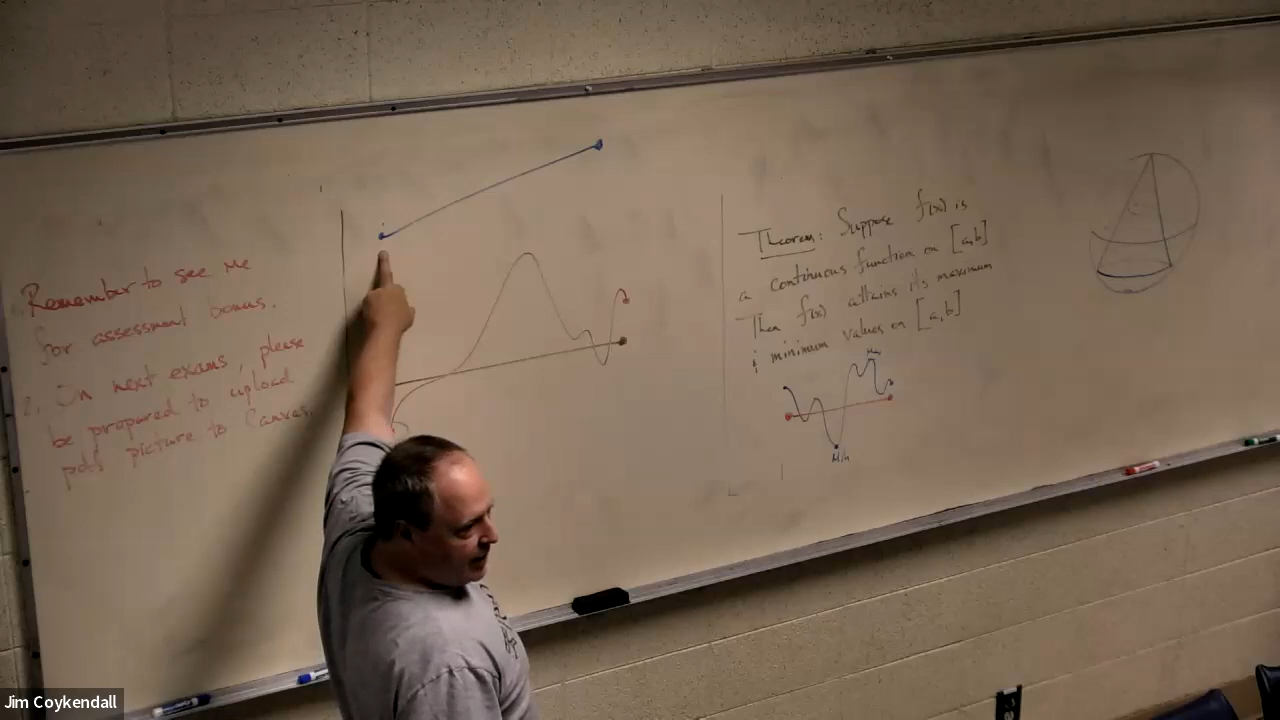 1. Remember to see me
for assessment bonus.
2. On next exams, please
be prepared to upload
pdf picture to Canvas.
Theorem: Suppose f(x) is
a continuous function on [a,b]
Then f(x) attains its maximum
& minimum values on [a,b]
Max
Min
Jim Coykendall